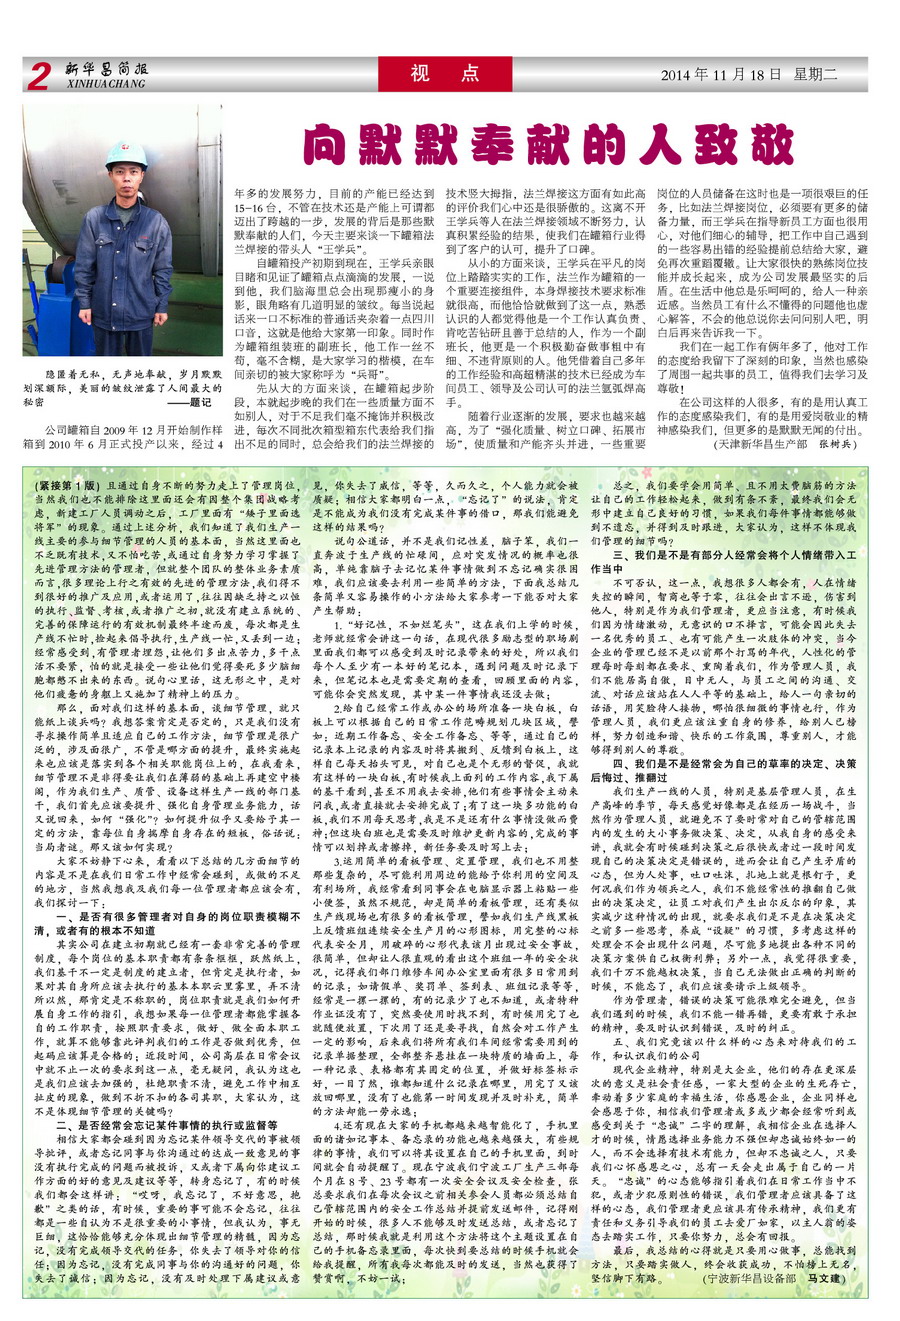 2
新华昌简报
XINHUACHANG
视 点
2014 年 11 月 18 日 星期二
向默默奉献的人致敬
隐匿着无私，无声地奉献，岁月默默
划深额际，美丽的皱纹泄露了人间最大的
秘密 ——题记
公司罐箱自 2009 年 12 月开始制作样
箱到 2010 年 6 月正式投产以来，经过 4
年多的发展努力，目前的产能已经达到
15-16 台，不管在技术还是产能上可谓都
迈出了跨越的一步，发展的背后是那些默
默奉献的人们，今天主要来谈一下罐箱法
兰焊接的带头人“王学兵”。
自罐箱投产初期到现在，王学兵亲眼
目睹和见证了罐箱点点滴滴的发展，一说
到他，我们脑海里总会出现那瘦小的身
影，眼角略有几道明显的皱纹。每当说起
话来一口不标准的普通话夹杂着一点四川
口音，这就是他给大家第一印象。同时作
为罐箱组装班的副班长，他工作一丝不
苟，毫不含糊，是大家学习的楷模，在车
间亲切的被大家称呼为“兵哥”。
先从大的方面来谈，在罐箱起步阶
段，本就起步晚的我们在一些质量方面不
如别人，对于不足我们毫不掩饰并积极改
进，每次不同批次箱型箱东代表给我们指
出不足的同时，总会给我们的法兰焊接的
技术竖大拇指，法兰焊接这方面有如此高
的评价我们心中还是很骄傲的。这离不开
王学兵等人在法兰焊接领域不断努力，认
真积累经验的结果，使我们在罐箱行业得
到了客户的认可，提升了口碑。
从小的方面来谈，王学兵在平凡的岗
位上踏踏实实的工作，法兰作为罐箱的一
个重要连接组件，本身焊接技术要求标准
就很高，而他恰恰就做到了这一点，熟悉
认识的人都觉得他是一个工作认真负责、
肯吃苦钻研且善于总结的人，作为一个副
班长，他更是一个积极勤奋做事粗中有
细、不违背原则的人。他凭借着自己多年
的工作经验和高超精湛的技术已经成为车
间员工、领导及公司认可的法兰氩弧焊高
手。
随着行业逐渐的发展，要求也越来越
高，为了“强化质量、树立口碑、拓展市
场”，使质量和产能齐头并进，一些重要
岗位的人员储备在这时也是一项很艰巨的任
务，比如法兰焊接岗位，必须要有更多的储
备力量，而王学兵在指导新员工方面也很用
心，对他们细心的辅导，把工作中自己遇到
的一些容易出错的经验提前总结给大家，避
免再次重蹈覆辙。让大家很快的熟练岗位技
能并成长起来，成为公司发展最坚实的后
盾。在生活中他总是乐呵呵的，给人一种亲
近感。当然员工有什么不懂得的问题他也虚
心解答，不会的他总说你去问问别人吧，明
白后再来告诉我一下。
我们在一起工作有俩年多了，他对工作
的态度给我留下了深刻的印象，当然也感染
了周围一起共事的员工，值得我们去学习及
尊敬！
在公司这样的人很多，有的是用认真工
作的态度感染我们，有的是用爱岗敬业的精
神感染我们，但更多的是默默无闻的付出。
(天津新华昌生产部 张树兵)
(紧接第 1 版) 且通过自身不断的努力走上了管理岗位，
当然我们也不能排除这里面还会有因整个集团战略考
虑，新建工厂人员调动之后，工厂里面有“矮子里面选
将军”的现象。通过上述分析，我们知道了我们生产一
线主要的参与细节管理的人员的基本面，当然这里面也
不乏既有技术，又不怕吃苦，或通过自身努力学习掌握了
先进管理方法的管理者，但就整个团队的整体业务素质
而言，很多理论上行之有效的先进的管理方法，我们得不
到很好的推广及应用，或者运用了，往往因缺乏持之以恒
的执行、监督、考核，或者推广之初，就没有建立系统的、
完善的保障运行的有效机制最终半途而废，每次都是生
产线不忙时，捡起来倡导执行，生产线一忙，又丢到一边；
经常感受到，有管理者埋怨，让他们多出点苦力，多干点
活不要紧，怕的就是接受一些让他们觉得要死多少脑细
胞都憋不出来的东西。说句心里话，这无形之中，是对
他们疲惫的身躯上又施加了精神上的压力。
那么，面对我们这样的基本面，谈细节管理，就只
能纸上谈兵吗？我想答案肯定是否定的，只是我们没有
寻求操作简单且适应自己的工作方法，细节管理是很广
泛的，涉及面很广，不管是哪方面的提升，最终实施起
来也应该是落实到各个相关职能岗位上的，在我看来，
细节管理不是非得要让我们在薄弱的基础上再建空中楼
阁，作为我们生产、质管、设备这样生产一线的部门基
干，我们首先应该要提升、强化自身管理业务能力，话
又说回来，如何“强化”？如何提升似乎又要给予其一
定的方法，靠每位自身揣摩自身存在的短板，俗话说：
当局者谜。那又该如何实现？
大家不妨静下心来，看看以下总结的几方面细节的
内容是不是在我们日常工作中经常会碰到，或做的不足
的地方，当然我想我及我们每一位管理者都应该会有，
我们探讨一下：
一、是否有很多管理者对自身的岗位职责模糊不
清，或者有的根本不知道
其实公司在建立初期就已经有一套非常完善的管理
制度，每个岗位的基本职责都有条条框框，跃然纸上，
我们基干不一定是制度的建立者，但肯定是执行者，如
果对其自身所应该去执行的基本本职云里雾里，弄不清
所以然，那肯定是不称职的，岗位职责就是我们如何开
展自身工作的指引，我想如果每一位管理者都能掌握各
自的工作职责，按照职责要求，做好、做全面本职工
作，就算不能够靠此评判我们的工作是否做到优秀，但
起码应该算是合格的；近段时间，公司高层在日常会议
中就不止一次的要求到这一点，毫无疑问，我认为这也
是我们应该去加强的，杜绝职责不清，避免工作中相互
扯皮的现象，做到不折不扣的各司其职，大家认为，这
不是体现细节管理的关键吗？
二、是否经常会忘记某件事情的执行或监督等
相信大家都会碰到因为忘记某件领导交代的事被领
导批评，或者忘记同事与你沟通过的达成一致意见的事
没有执行完成的问题而被投诉，又或者下属向你建议工
作方面的好的意见及建议等等，转身忘记了，有的时候
我们都会这样讲：“哎呀，我忘记了，不好意思，抱
歉”之类的话，有时候，重要的事可能不会忘记，往往
都是一些自认为不是很重要的小事情，但我认为，事无
巨细，这恰恰能够充分体现出细节管理的精髓，因为忘
记，没有完成领导交代的任务，你失去了领导对你的信
任；因为忘记，没有完成同事与你的沟通好的问题，你
失去了诚信；因为忘记，没有及时处理下属建议或意
见，你失去了威信，等等，久而久之，个人能力就会被
质疑；相信大家都明白一点，“忘记了”的说法，肯定
是不能成为我们没有完成某件事的借口，那我们能避免
这样的结果吗？
说句公道话，并不是我们记性差，脑子笨，我们一
直奔波于生产线的忙碌间，应对突发情况的概率也很
高，单纯靠脑子去记忆某件事情做到不忘记确实很困
难，我们应该要去利用一些简单的方法，下面我总结几
条简单又容易操作的小方法给大家参考一下能否对大家
产生帮助：
1.“好记性，不如烂笔头”，这在我们上学的时候，
老师就经常会讲这一句话，在现代很多励志型的职场剧
里面我们都可以感受到及时记录带来的好处，所以我们
每个人至少有一本好的笔记本，遇到问题及时记录下
来，但笔记本也是需要定期的查看，回顾里面的内容，
可能你会突然发现，其中某一件事情我还没去做；
2.给自己经常工作或办公的场所准备一块白板，白
板上可以根据自己的日常工作范畴规划几块区域，譬
如：近期工作备忘、安全工作备忘、等等，通过自己的
记录本上记录的内容及时将其搬到、反馈到白板上，这
样自己每天抬头可见，对自己也是个无形的督促，我就
有这样的一块白板，有时候我上面列的工作内容，我下属
的基干看到，甚至不用我去安排，他们有些事情会主动来
问我，或者直接就去安排完成了；有了这一块多功能的白
板，我们不用每天思考，我是不是还有什么事情没做而费
神；但这块白班也是需要及时维护更新内容的，完成的事
情可以划掉或者擦掉，新任务要及时写上去；
3.运用简单的看板管理、定置管理，我们也不用整
那些复杂的，尽可能利用周边的能给予你利用的空间及
有利场所，我经常看到同事会在电脑显示器上粘贴一些
小便签，虽然不规范，却是简单的看板管理，还有类似
生产线现场也有很多的看板管理，譬如我们生产线黑板
上反馈班组连续安全生产月的心形图标，用完整的心标
代表安全月，用破碎的心形代表该月出现过安全事故，
很简单，但却让人很直观的看出这个班组一年的安全状
况，记得我们部门维修车间办公室里面有很多日常用到
的记录：如请假单、奖罚单、签到表、班组记录等等，
经常是一摞一摞的，有的记录少了也不知道，或者特种
作业证没有了，突然要使用时找不到，有时候用完了也
就随便放置，下次用了还是要寻找，自然会对工作产生
一定的影响，后来我们将所有我们车间经常需要用到的
记录单据整理，全部整齐悬挂在一块特质的墙面上，每
一种记录、表格都有其固定的位置，并做好标签标示
好，一目了然，谁都知道什么记录在哪里，用完了又该
放回哪里，没有了也能第一时间发现并及时补充，简单
的方法却能一劳永逸；
4.还有现在大家的手机都越来越智能化了，手机里
面的诸如记事本、备忘录的功能也越来越强大，有些规
律的事情，我们可以将其设置在自己的手机里面，到时
间就会自动提醒了。现在宁波我们宁波工厂生产三部每
个月在 8 号、23 号都有一次安全会议及安全检查，张
总要求我们在每次会议之前相关参会人员都必须总结自
己管辖范围内的安全工作总结并提前发送邮件，记得刚
开始的时候，很多人不能够及时发送总结，或者忘记了
总结，那时候我就是利用这个方法将这个主题设置在自
己的手机备忘录里面，每次快到要总结的时候手机就会
给我提醒，所有我每次都能及时的发送，当然也获得了
赞赏啊，不妨一试；
总之，我们要学会用简单、且不用太费脑筋的方法
让自己的工作轻松起来，做到有条不紊，最终我们会无
形中建立自己良好的习惯，如果我们每件事情都能够做
到不遗忘，并得到及时跟进，大家认为，这样不体现我
们管理的细节吗？
三、我们是不是有部分人经常会将个人情绪带入工
作当中
不可否认，这一点，我想很多人都会有，人在情绪
失控的瞬间，智商也等于零，往往会出言不逊，伤害到
他人，特别是作为我们管理者，更应当注意，有时候我
们因为情绪激动，无意识的口不择言，可能会因此失去
一名优秀的员工、也有可能产生一次肢体的冲突，当今
企业的管理已经不是以前那个打骂的年代，人性化的管
理每时每刻都在要求、熏陶着我们，作为管理人员，我
们不能居高自傲，目中无人，与员工之间的沟通、交
流、对话应该站在人人平等的基础上，给人一句亲切的
话语，用笑脸待人接物，哪怕很细微的事情也行，作为
管理人员，我们更应该注重自身的修养，给别人已榜
样，努力创造和谐、快乐的工作氛围，尊重别人，才能
够得到别人的尊敬。
四、我们是不是经常会为自己的草率的决定、决策
后悔过、推翻过
我们生产一线的人员，特别是基层管理人员，在生
产高峰的季节，每天感觉好像都是在经历一场战斗，当
然作为管理人员，就避免不了要时常对自己的管辖范围
内的发生的大小事务做决策、决定，从我自身的感受来
讲，我就会有时候碰到决策之后很快或者过一段时间发
现自己的决策决定是错误的，进而会让自己产生矛盾的
心态，但为人处事，吐口吐沫，扎地上就是根钉子，更
何况我们作为领兵之人，我们不能经常性的推翻自己做
出的决策决定，让员工对我们产生出尔反尔的印象，其
实减少这种情况的出现，就要求我们是不是在决策决定
之前多一些思考，养成“设疑”的习惯，多考虑这样的
处理会不会出现什么问题，尽可能多地提出各种不同的
决策方案供自己权衡利弊；另外一点，我觉得很重要，
我们千万不能越权决策，当自己无法做出正确的判断的
时候，不能忘了，我们应该要请示上级领导。
作为管理者，错误的决策可能很难完全避免，但当
我们遇到的时候，我们不能一错再错，更要有敢于承担
的精神，要及时认识到错误，及时的纠正。
五、我们究竟该以什么样的心态来对待我们的工
作，和认识我们的公司
现代企业精神，特别是大企业，他们的存在更深层
次的意义是社会责任感，一家大型的企业的生死存亡，
牵动着多少家庭的幸福生活，你感恩企业，企业同样也
会感恩于你，相信我们管理者或多或少都会经常听到或
感受到关于“忠诚”二字的理解，我相信企业在选择人
才的时候，情愿选择业务能力不强但却忠诚始终如一的
人，而不会选择有技术有能力，但却不忠诚之人，只要
我们心怀感恩之心，总有一天会走出属于自己的一片
天。“忠诚”的心态能够指引着我们在日常工作当中不
犯，或者少犯原则性的错误，我们管理者应该具备了这
样的心态，我们管理者更应该具有传承精神，我们更有
责任和义务引导我们的员工去爱厂如家，以主人翁的姿
态去踏实工作，只要你努力，总会有回报。
最后，我总结的心得就是只要用心做事，总能找到
方法，只要踏实做人，终会收获成功，不怕榜上无名，
坚信脚下有路。 (宁波新华昌设备部 马文建)